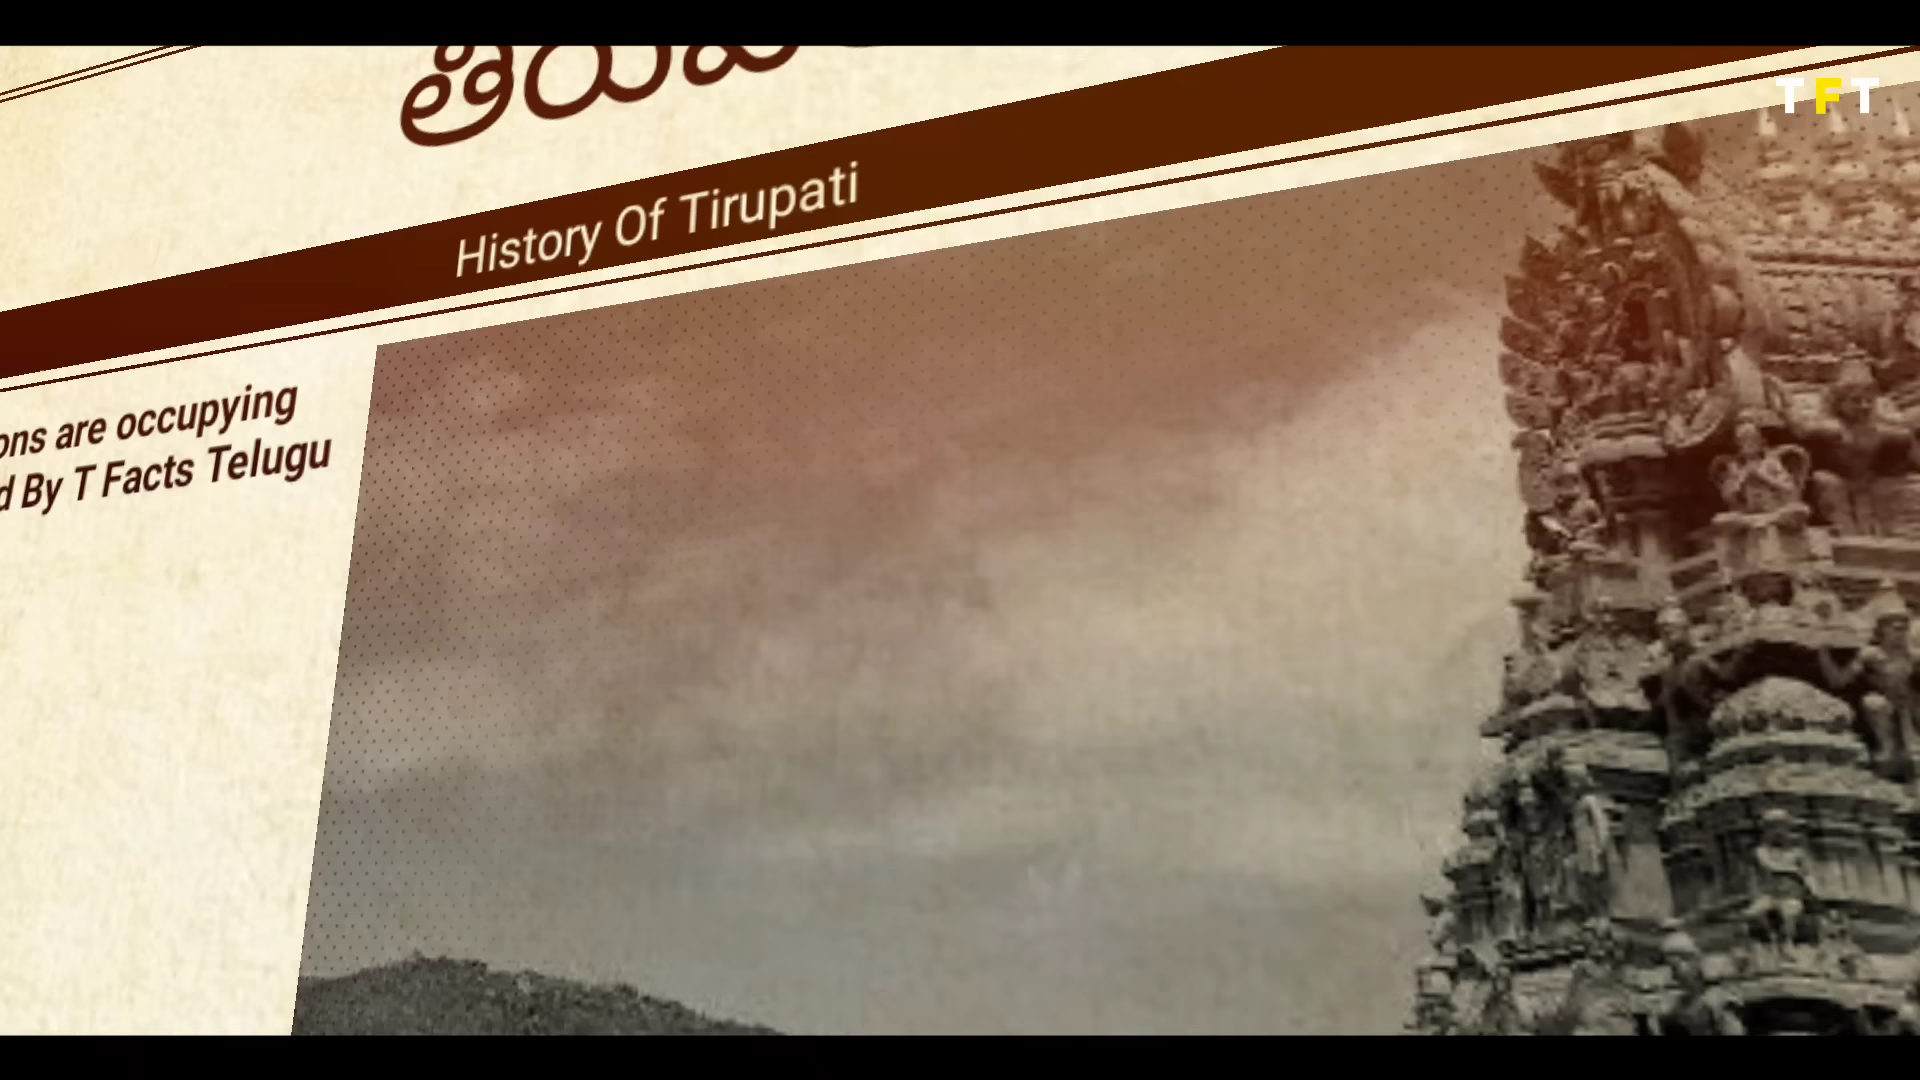 TFT
History Of Tirupati
ons are occupying
d By T Facts Telugu